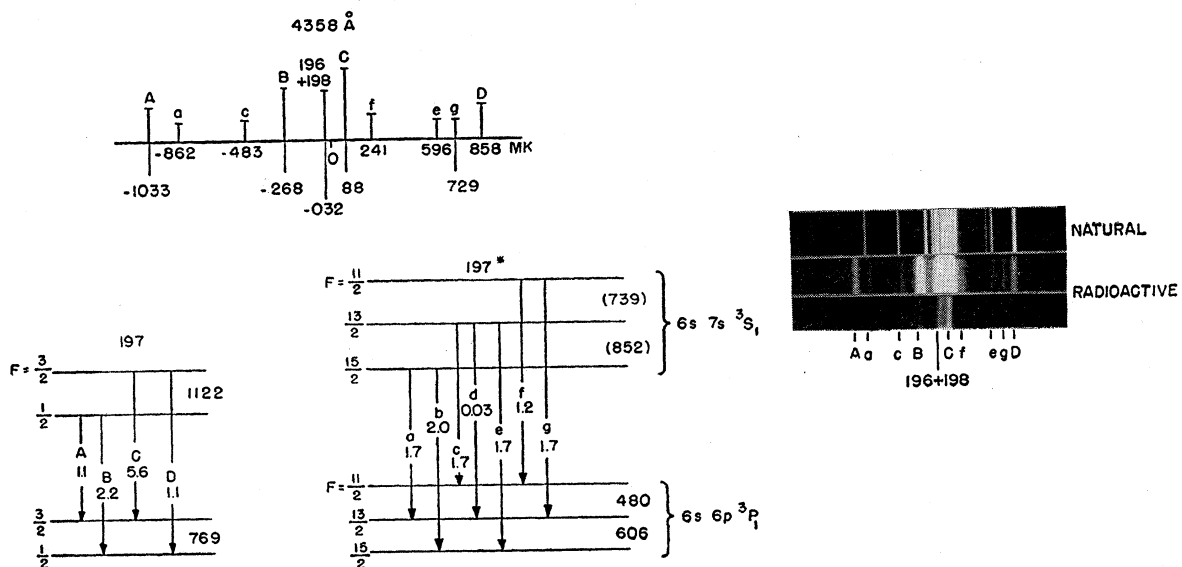 4358 Å
A
a
c
B
196
+198
C
f
e
g
D
-862
-483
0
241
596
858 MK
-1033
-.268
-032
88
729
NATURAL
RADIOACTIVE
A a c B C f e g D
196+198
197
F = 3/2
1122
1/2
A
1.1
B
2.2
C
5.6
D
1.1
3/2
769
1/2
197*
F = 11/2
(739)
13/2
(852)
15/2
6s 7s ³S₁
a
1.7
b
2.0
c
1.7
d
0.03
e
1.7
f
1.2
g
1.7
F = 11/2
480
13/2
606
15/2
6s 6p ³P₁